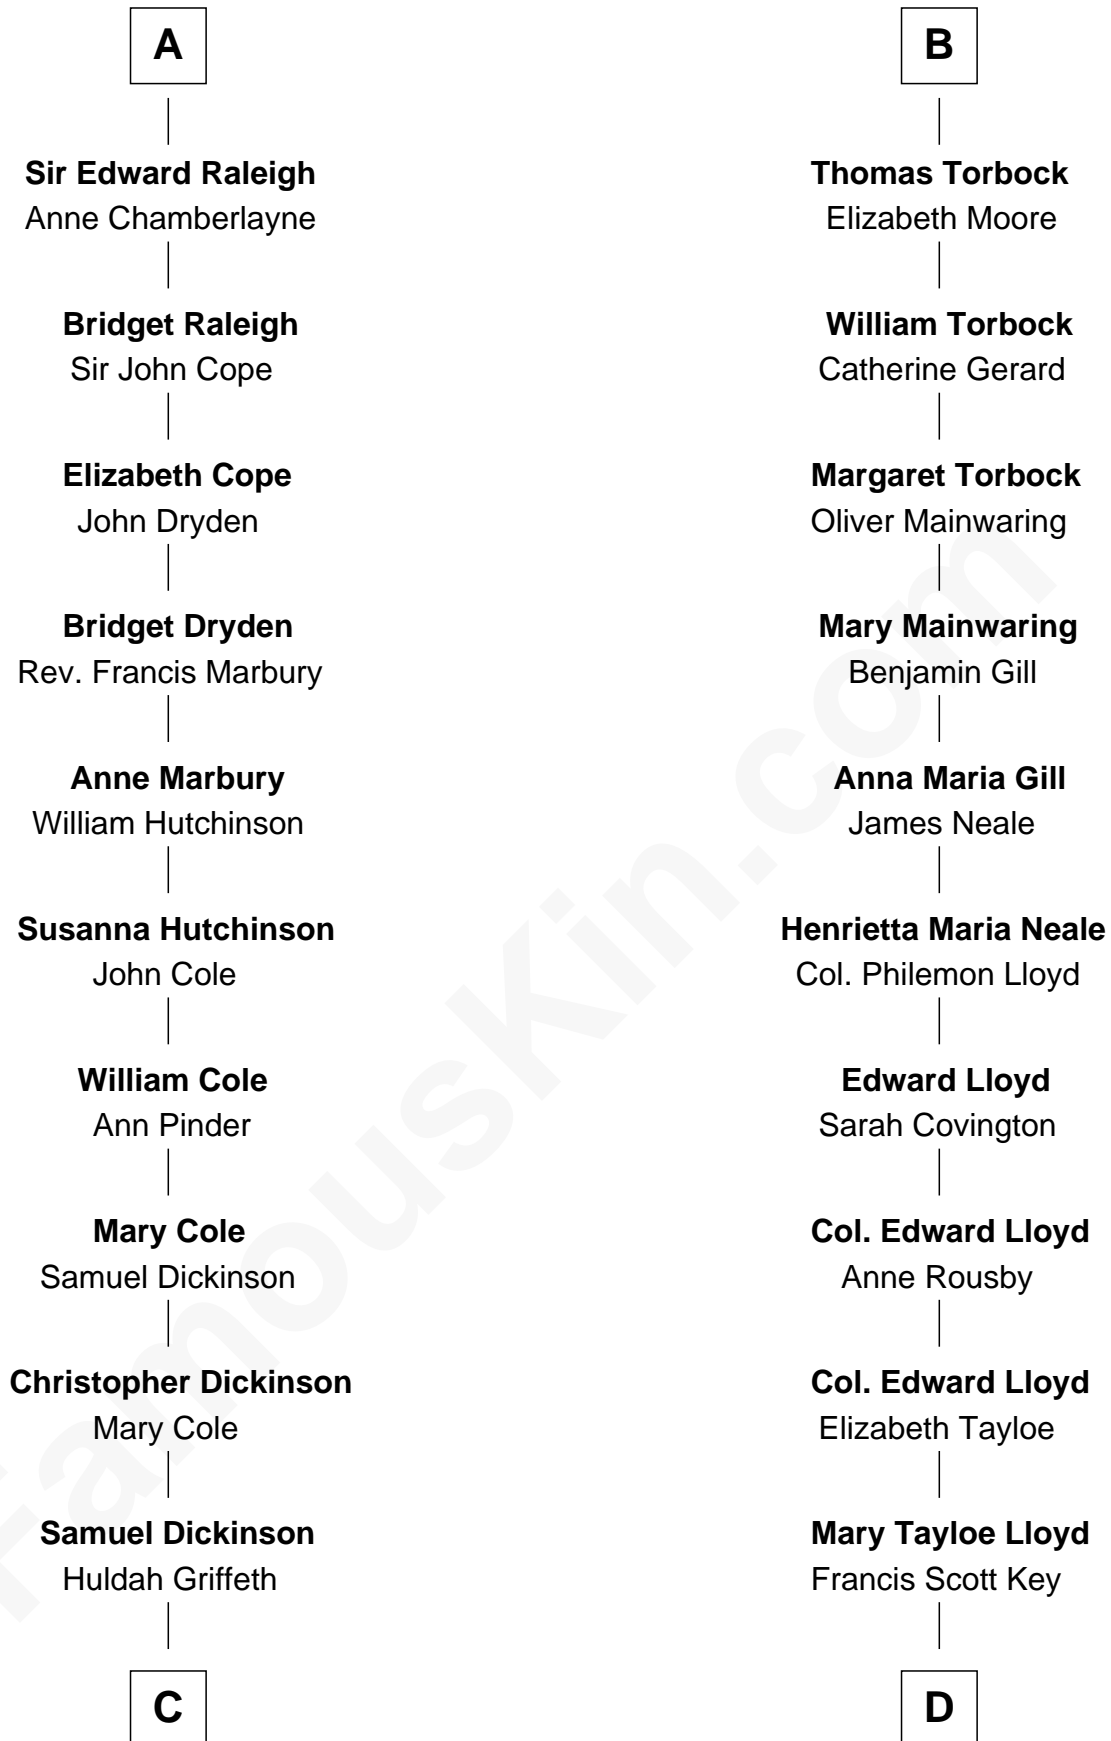 A
Sir Edward Raleigh
Anne Chamberlayne
Bridget Raleigh
Sir John Cope
Elizabeth Cope
John Dryden
Bridget Dryden
Rev. Francis Marbury
Anne Marbury
William Hutchinson
Susanna Hutchinson
John Cole
William Cole
Ann Pinder
Mary Cole
Samuel Dickinson
Christopher Dickinson
Mary Cole
Samuel Dickinson
Huldah Griffeth
C
B
Thomas Torbock
Elizabeth Moore
William Torbock
Catherine Gerard
Margaret Torbock
Oliver Mainwaring
Mary Mainwaring
Benjamin Gill
Anna Maria Gill
James Neale
Henrietta Maria Neale
Col. Philemon Lloyd
Edward Lloyd
Sarah Covington
Col. Edward Lloyd
Anne Rousby
Col. Edward Lloyd
Elizabeth Tayloe
Mary Tayloe Lloyd
Francis Scott Key
D
FamousKin.com